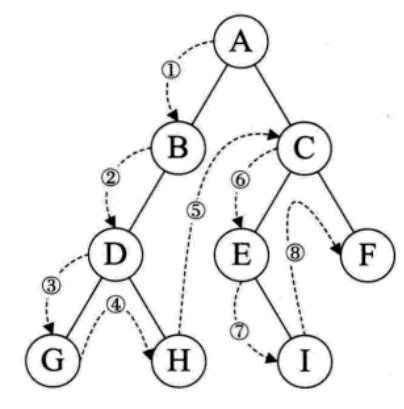 A
①
B
C
②
⑥
⑤
D
E
⑧
F
③
④
⑦
G
H
I